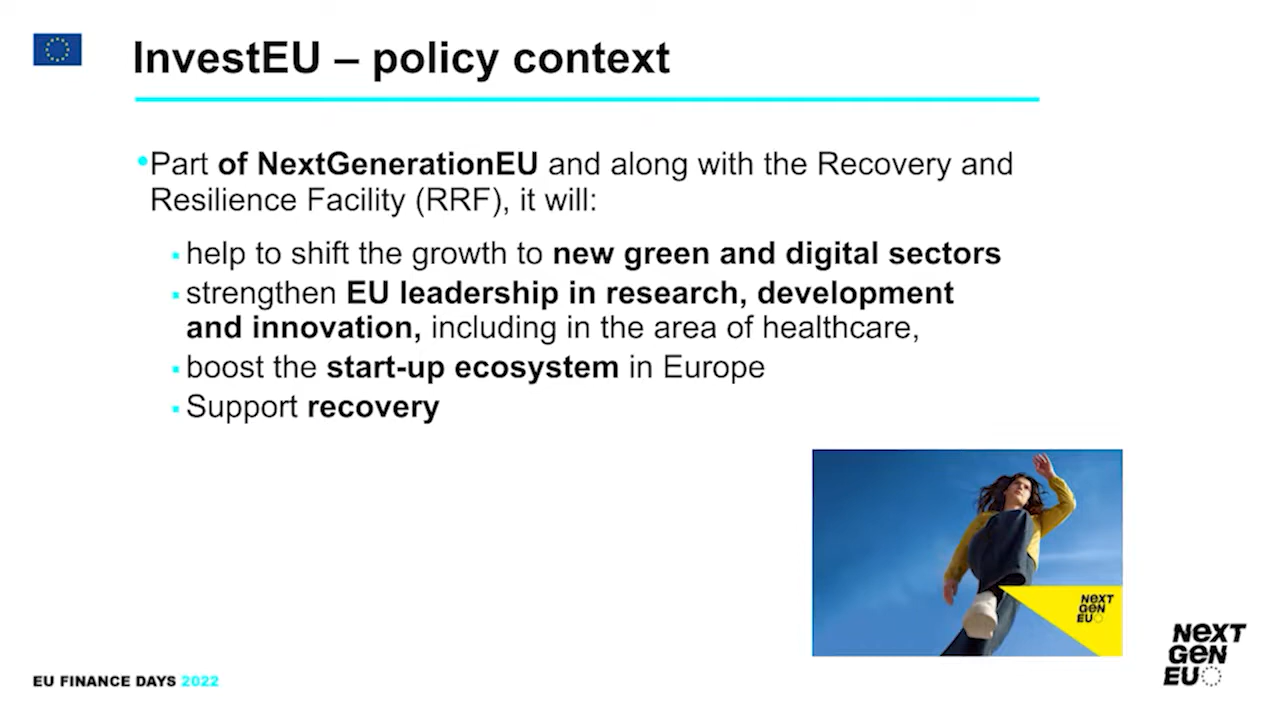 InvestEU – policy context
•Part of NextGenerationEU and along with the Recovery and
Resilience Facility (RRF), it will:
▪ help to shift the growth to new green and digital sectors
▪ strengthen EU leadership in research, development
and innovation, including in the area of healthcare,
▪ boost the start-up ecosystem in Europe
▪ Support recovery
NEXT
GEN
EU
NEXT
GEN
EU
EU FINANCE DAYS 2022